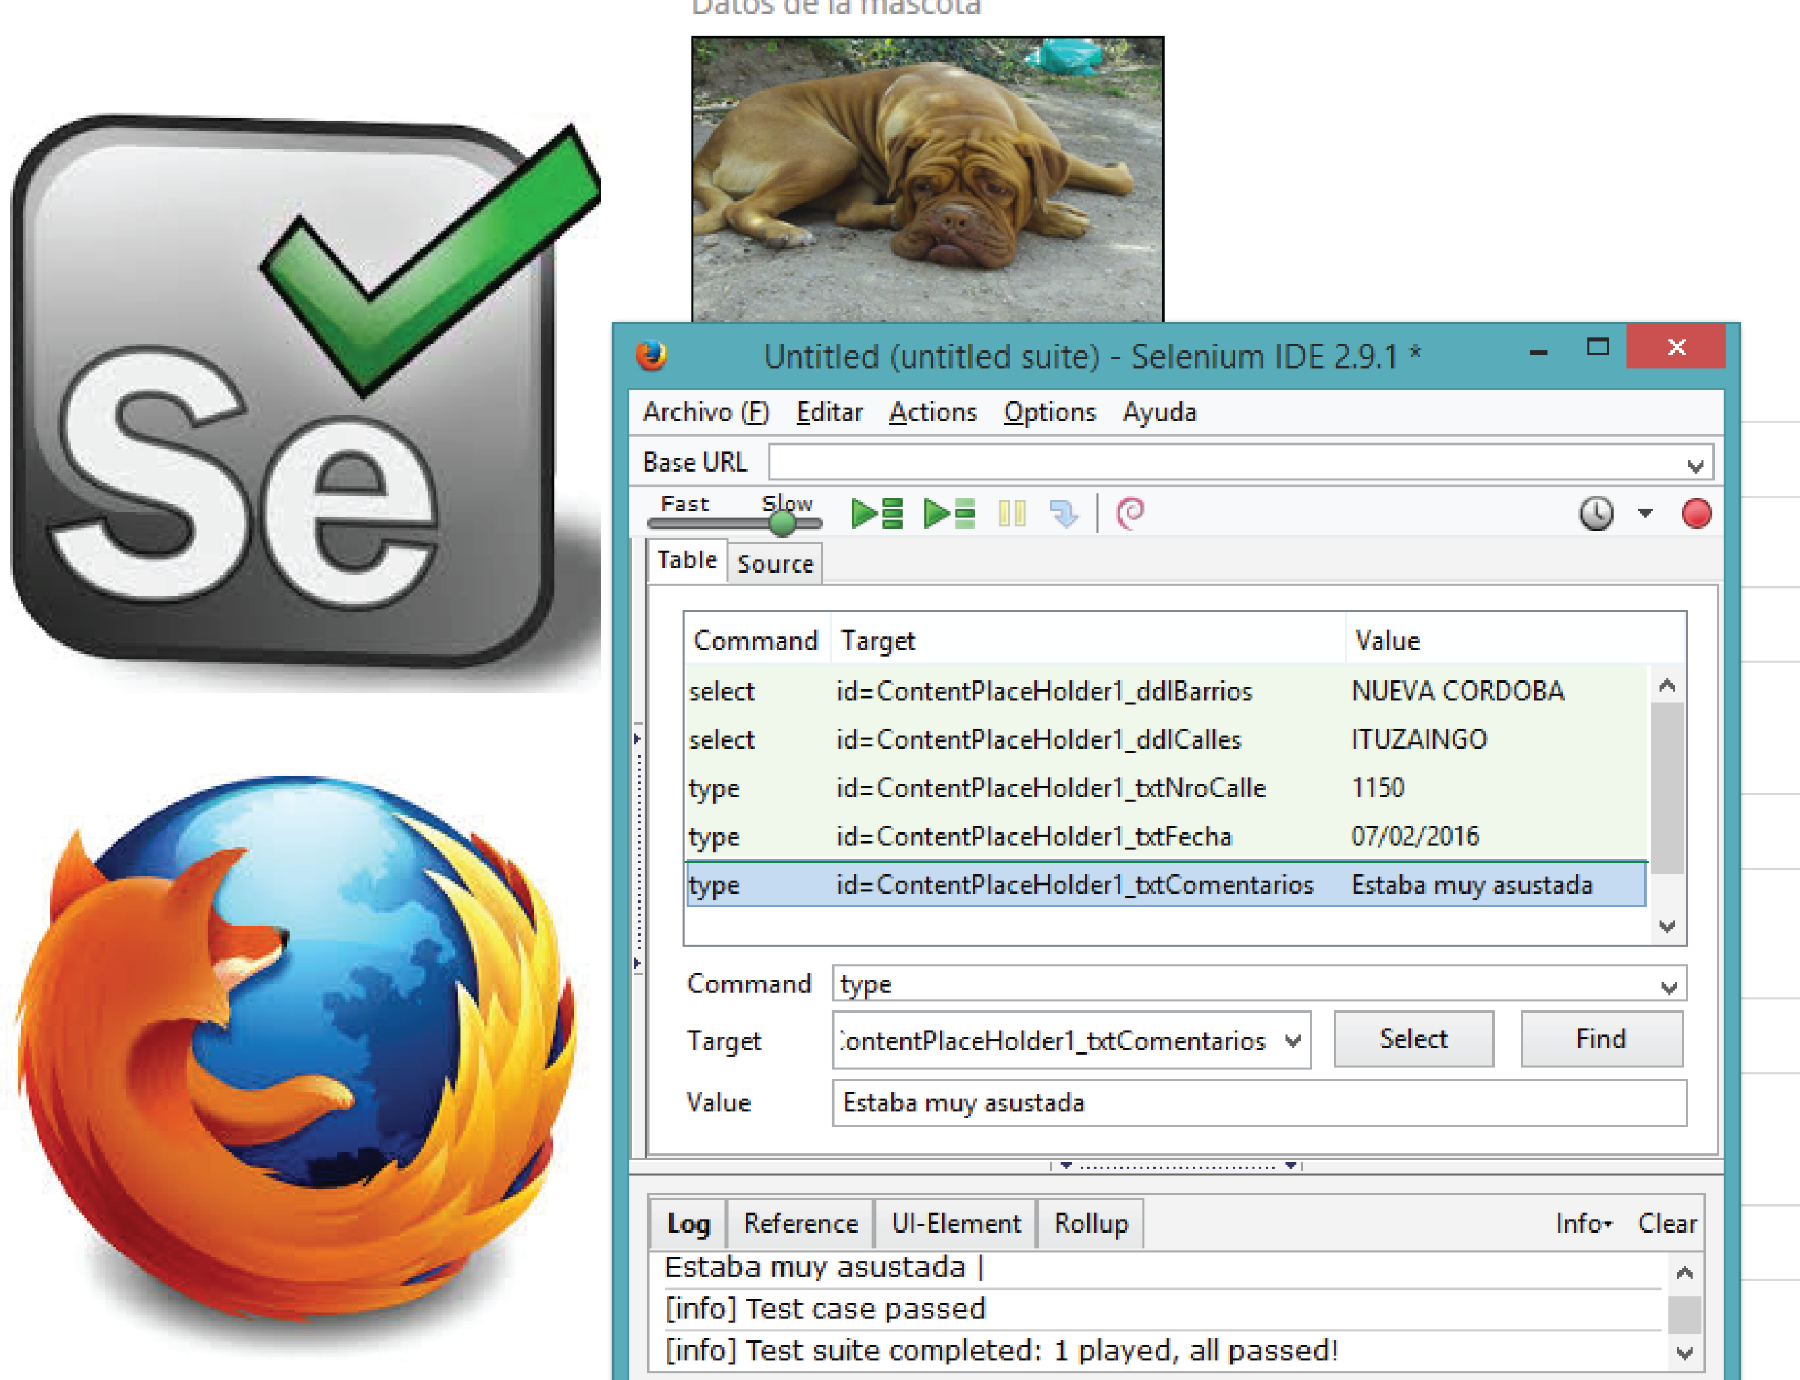 Datos de la mascota
Se
Untitled (untitled suite) - Selenium IDE 2.9.1 *
Archivo (F) Editar Actions Options Ayuda
Base URL
Fast Slow
Table Source
Command Target Value
select id=ContentPlaceHolder1_ddlBarrios NUEVA CORDOBA
select id=ContentPlaceHolder1_ddlCalles ITUZAINGO
type id=ContentPlaceHolder1_txtNroCalle 1150
type id=ContentPlaceHolder1_txtFecha 07/02/2016
type id=ContentPlaceHolder1_txtComentarios Estaba muy asustada
Command type
Target ContentPlaceHolder1_txtComentarios Select Find
Value Estaba muy asustada
Log Reference UI-Element Rollup Info Clear
Estaba muy asustada |
[info] Test case passed
[info] Test suite completed: 1 played, all passed!